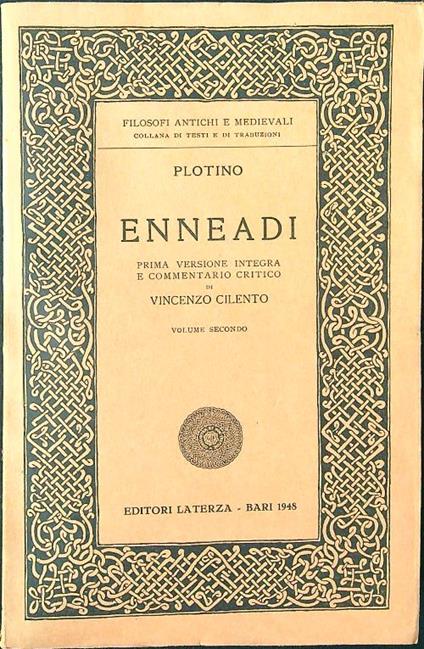 FILOSOFI ANTICHI E MEDIEVALI
COLLANA DI TESTI E DI TRADUZIONI
PLOTINO
ENNEADI
PRIMA VERSIONE INTEGRA
E COMMENTARIO CRITICO
DI
VINCENZO CILENTO
VOLUME SECONDO
EDITORI LATERZA - BARI 1948